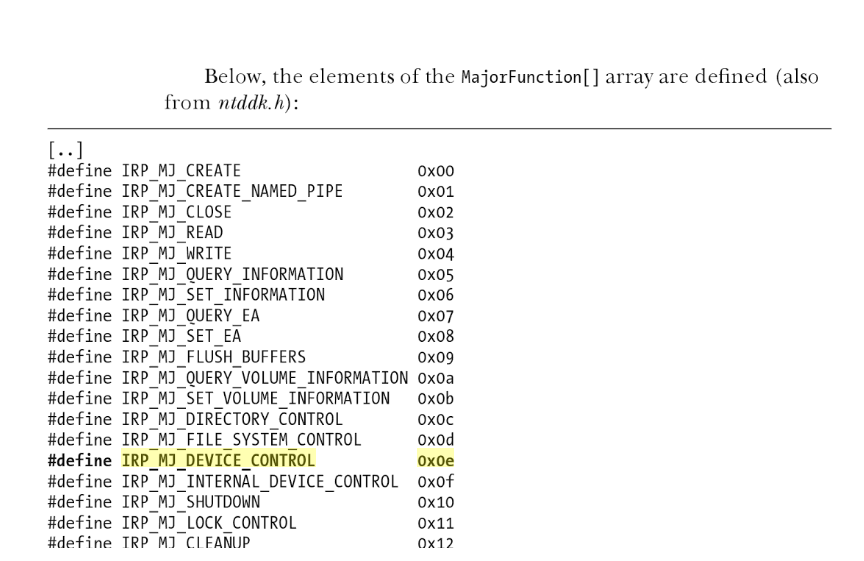 Below, the elements of the MajorFunction[] array are defined (also
from ntddk.h):
[..]
#define IRP_MJ_CREATE 0x00
#define IRP_MJ_CREATE_NAMED_PIPE 0x01
#define IRP_MJ_CLOSE 0x02
#define IRP_MJ_READ 0x03
#define IRP_MJ_WRITE 0x04
#define IRP_MJ_QUERY_INFORMATION 0x05
#define IRP_MJ_SET_INFORMATION 0x06
#define IRP_MJ_QUERY_EA 0x07
#define IRP_MJ_SET_EA 0x08
#define IRP_MJ_FLUSH_BUFFERS 0x09
#define IRP_MJ_QUERY_VOLUME_INFORMATION 0x0a
#define IRP_MJ_SET_VOLUME_INFORMATION 0x0b
#define IRP_MJ_DIRECTORY_CONTROL 0x0c
#define IRP_MJ_FILE_SYSTEM_CONTROL 0x0d
#define IRP_MJ_DEVICE_CONTROL 0x0e
#define IRP_MJ_INTERNAL_DEVICE_CONTROL 0x0f
#define IRP_MJ_SHUTDOWN 0x10
#define IRP_MJ_LOCK_CONTROL 0x11
#define IRP_MJ_CLEANUP 0x12